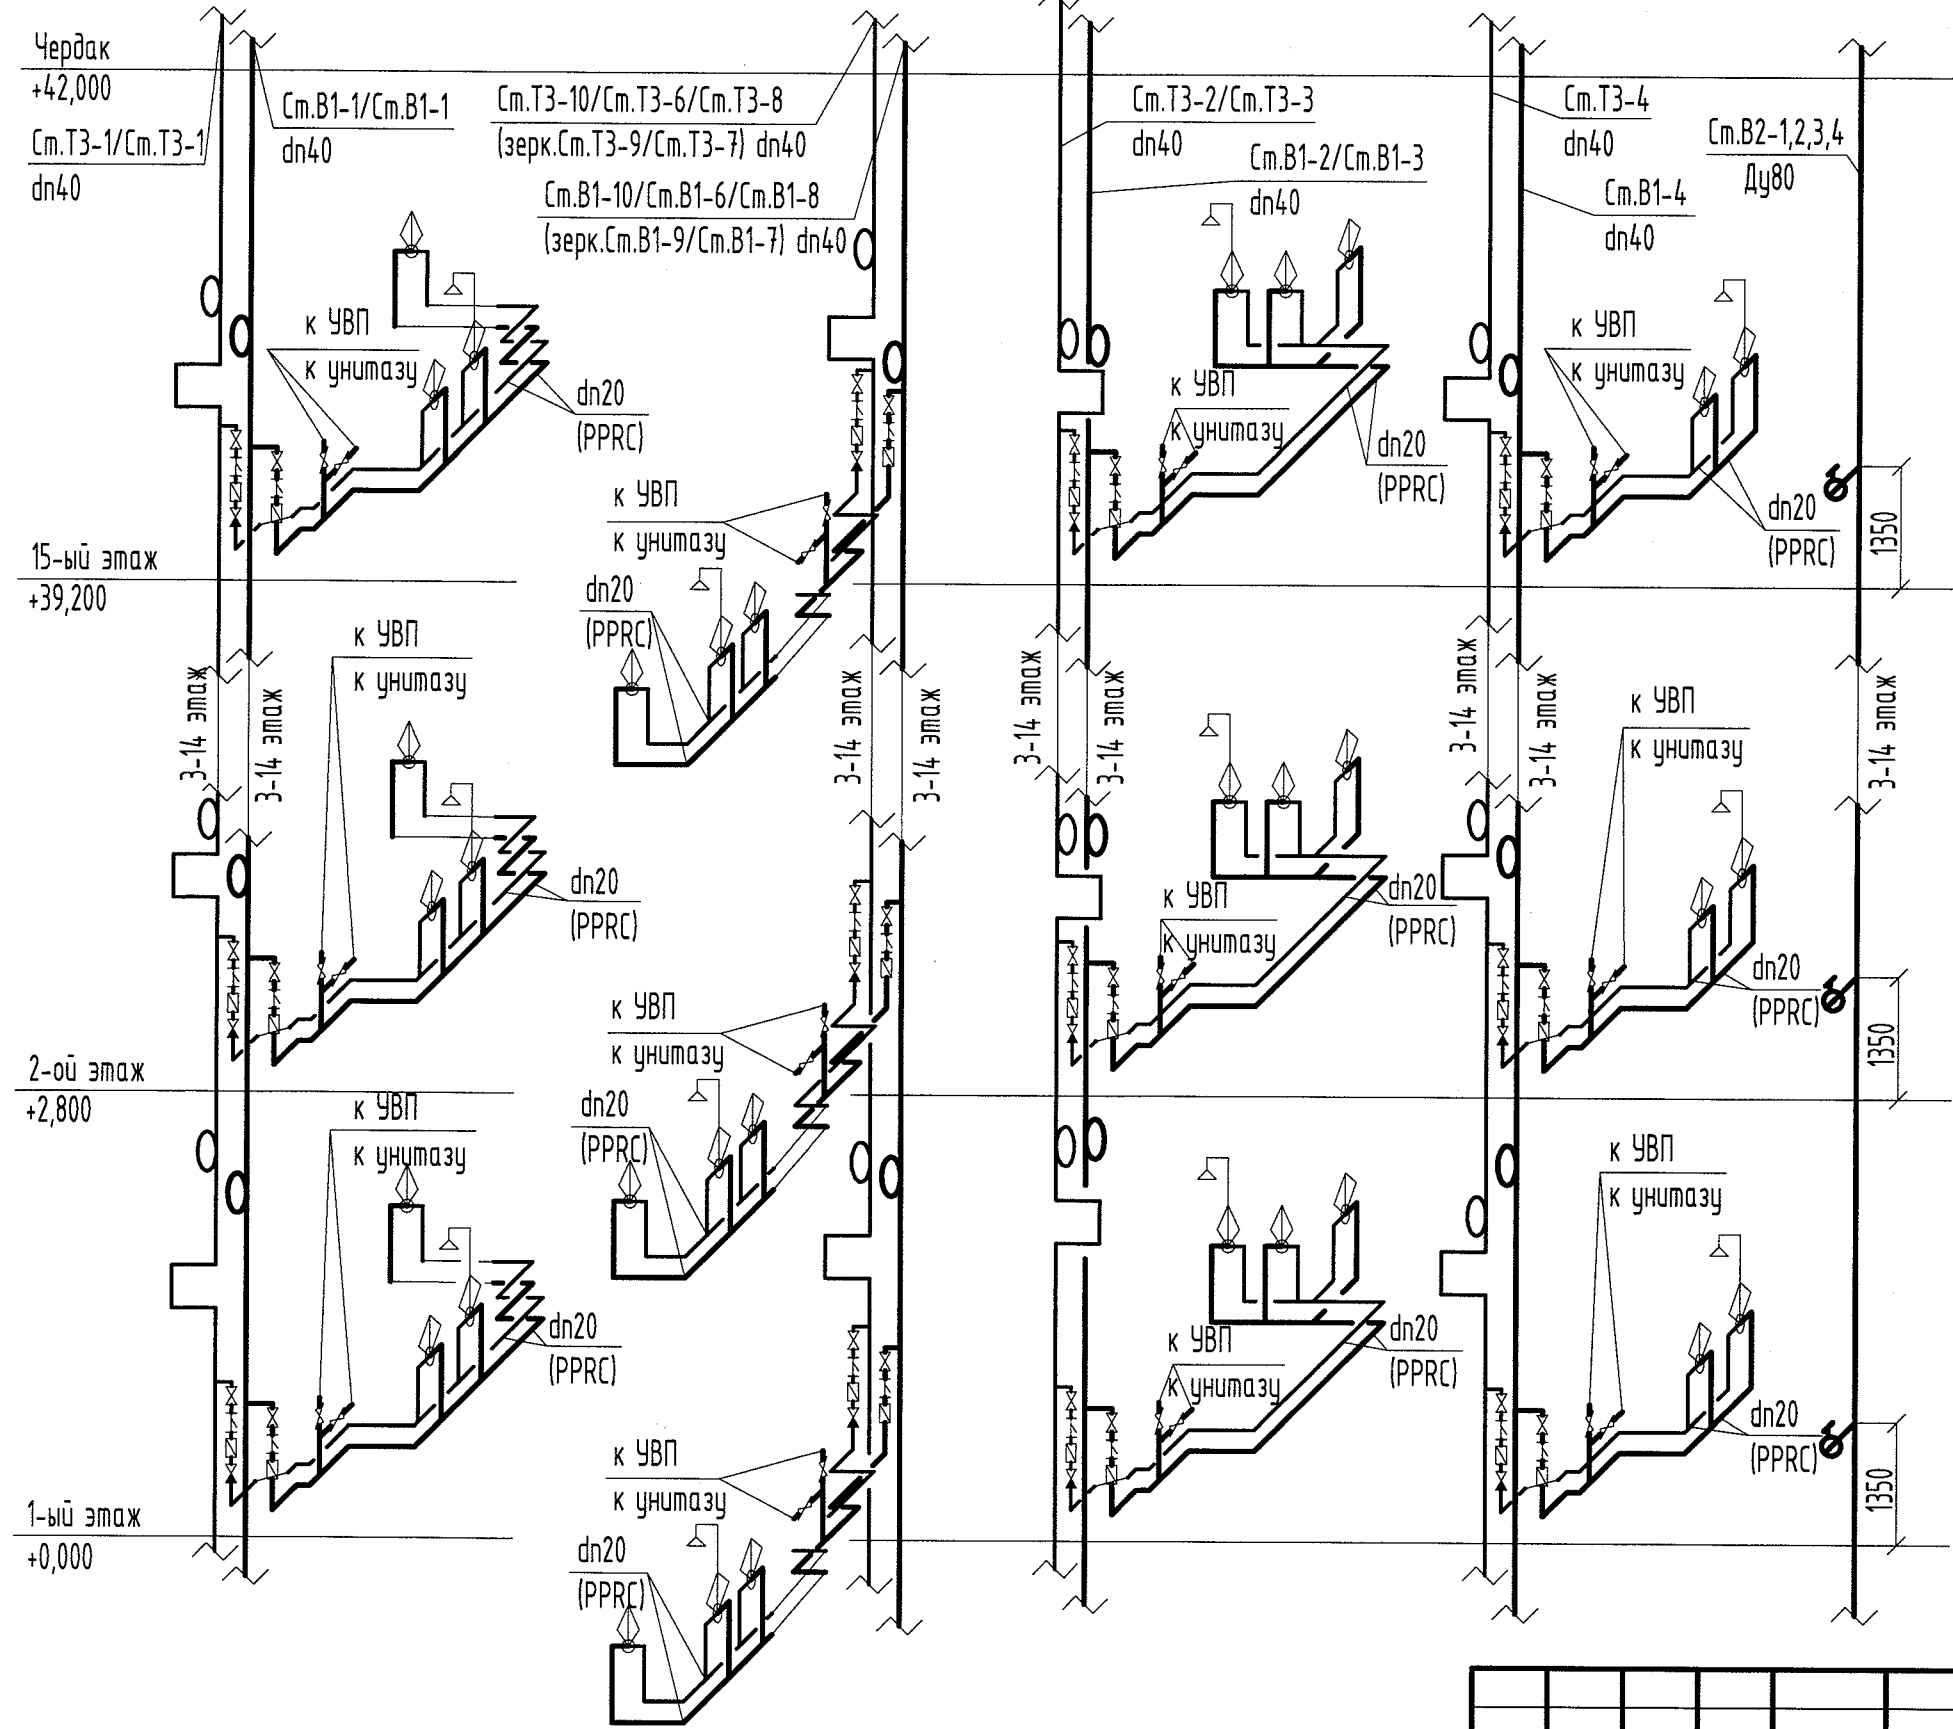 Чердак
+42,000
Ст.Т3-1/Ст.Т3-1
dn40
Ст.В1-1/Ст.В1-1
dn40
Ст.Т3-10/Ст.Т3-6/Ст.Т3-8
(зерк.Ст.Т3-9/Ст.Т3-7) dn40
Ст.В1-10/Ст.В1-6/Ст.В1-8
(зерк.Ст.В1-9/Ст.В1-7) dn40
Ст.Т3-2/Ст.Т3-3
dn40
Ст.В1-2/Ст.В1-3
dn40
Ст.Т3-4
dn40
Ст.В1-4
dn40
Ст.В2-1,2,3,4
Ду80
к УВП
к унитазу
dn20
(PPRC)
к УВП
к унитазу
dn20
(PPRC)
к УВП
к унитазу
dn20
(PPRC)
к УВП
к унитазу
dn20
(PPRC)
1350
15-ый этаж
+39,200
3-14 этаж
3-14 этаж
3-14 этаж
3-14 этаж
3-14 этаж
3-14 этаж
3-14 этаж
3-14 этаж
3-14 этаж
к УВП
к унитазу
dn20
(PPRC)
к УВП
к унитазу
dn20
(PPRC)
к УВП
к унитазу
dn20
(PPRC)
к УВП
к унитазу
dn20
(PPRC)
1350
2-ой этаж
+2,800
к УВП
к унитазу
dn20
(PPRC)
к УВП
к унитазу
dn20
(PPRC)
к УВП
к унитазу
dn20
(PPRC)
к УВП
к унитазу
dn20
(PPRC)
1350
1-ый этаж
+0,000